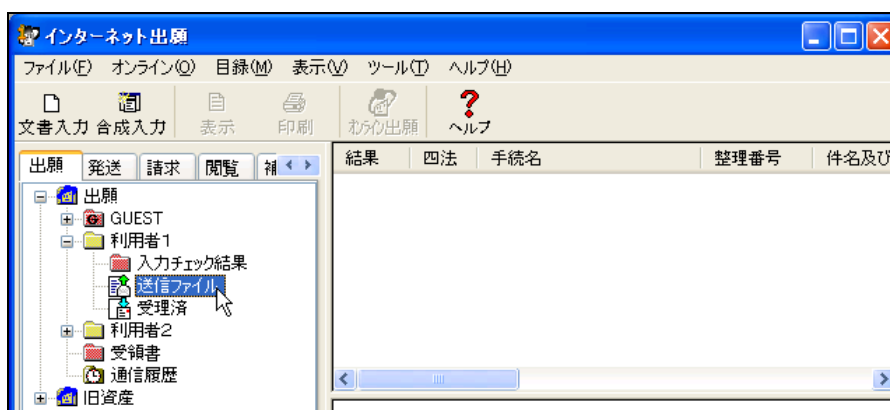 インターネット出願
ファイル(F) オンライン(O) 目録(M) 表示(V) ツール(T) ヘルプ(H)
文書入力 合成入力 表示 印刷 オンライン出願 ヘルプ
出願 発送 請求 閲覧 補
結果 四法 手続名 整理番号 件名及び
出願
GUEST
利用者1
入力チェック結果
送信ファイル
受理済
利用者2
受領書
通信履歴
旧資産